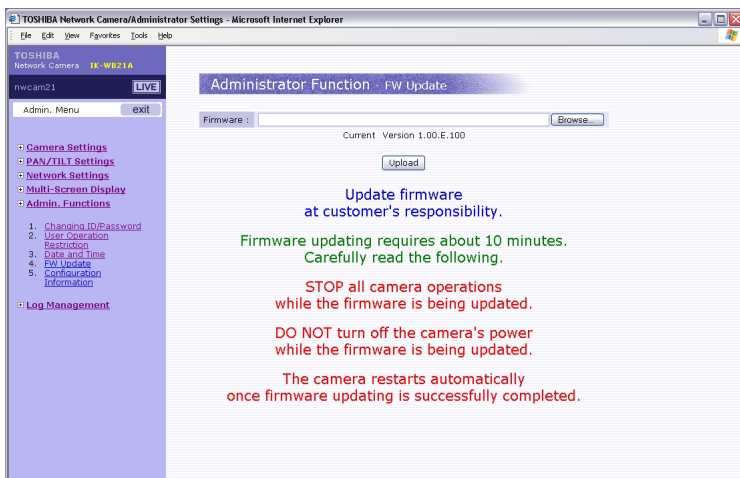 TOSHIBA Network Camera/Administrator Settings - Microsoft Internet Explorer
File Edit View Favorites Tools Help
TOSHIBA
Network Camera IK-WB21A
nwcam21 LIVE
Admin. Menu exit
Camera Settings
PAN/TILT Settings
Network Settings
Multi-Screen Display
Admin. Functions
1. Changing ID/Password
2. User Operation
Restriction
3. Date and Time
4. FW Update
5. Configuration
Information
Log Management
Administrator Function - FW Update
Firmware : Browse...
Current Version 1.00.E.100
Upload
Update firmware
at customer's responsibility.
Firmware updating requires about 10 minutes.
Carefully read the following.
STOP all camera operations
while the firmware is being updated.
DO NOT turn off the camera's power
while the firmware is being updated.
The camera restarts automatically
once firmware updating is successfully completed.